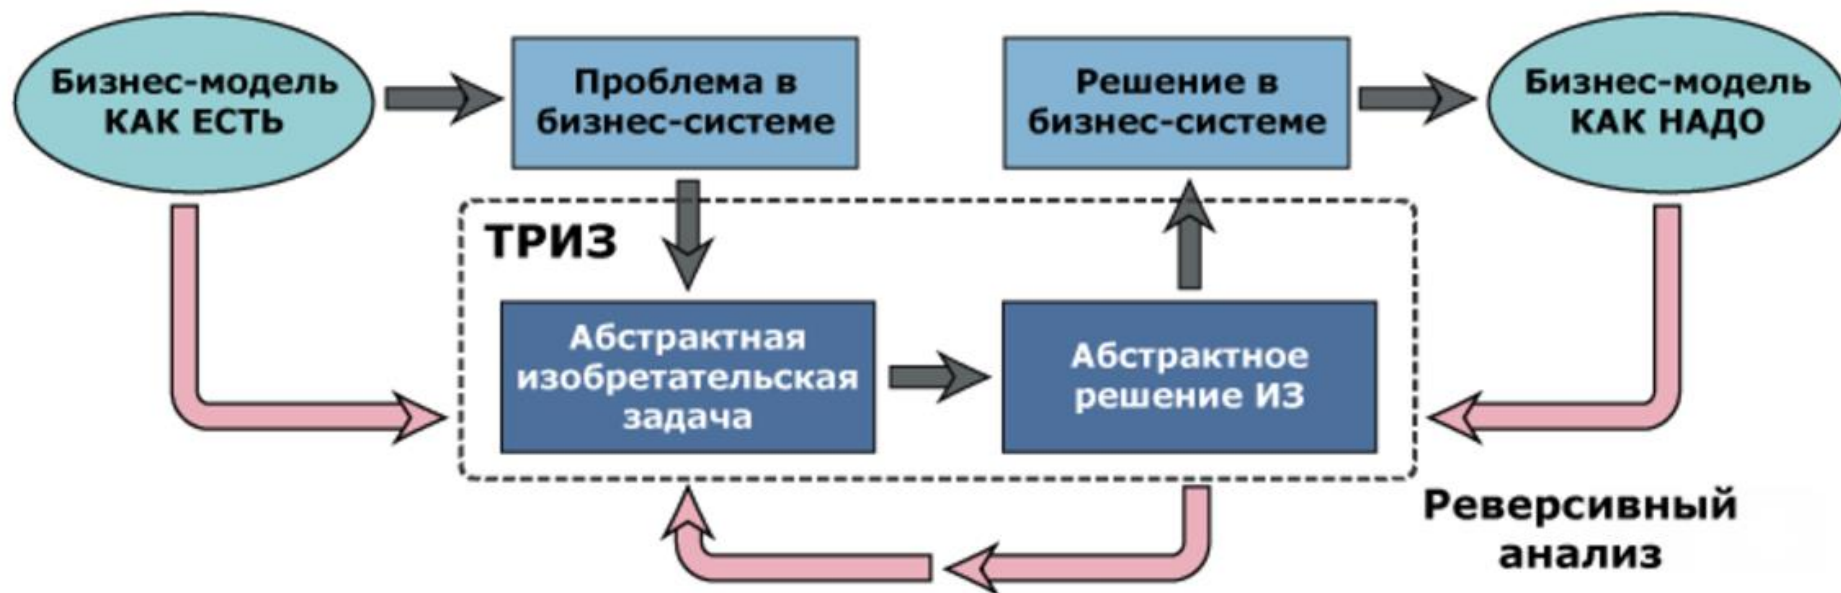 Бизнес-модель
КАК ЕСТЬ
Проблема в
бизнес-системе
Решение в
бизнес-системе
Бизнес-модель
КАК НАДО
ТРИЗ
Абстрактная
изобретательская
задача
Абстрактное
решение ИЗ
Реверсивный
анализ